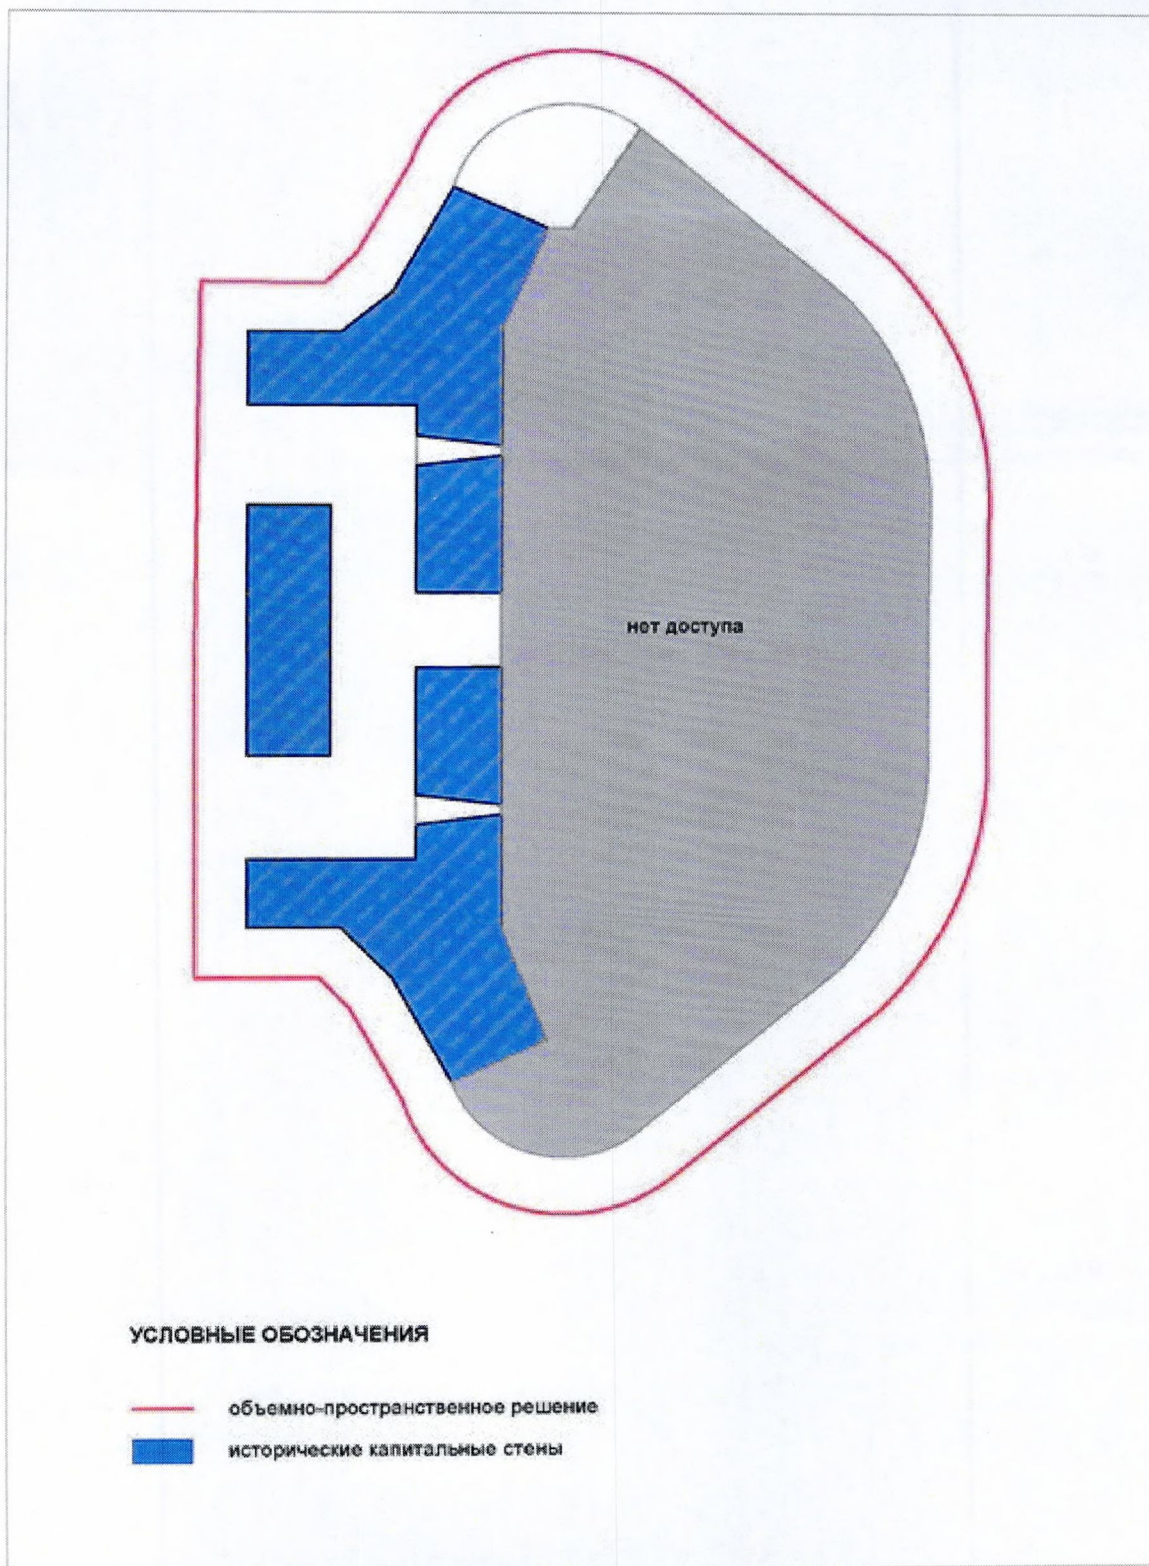 нет доступа
УСЛОВНЫЕ ОБОЗНАЧЕНИЯ
объемно-пространственное решение
исторические капитальные стены